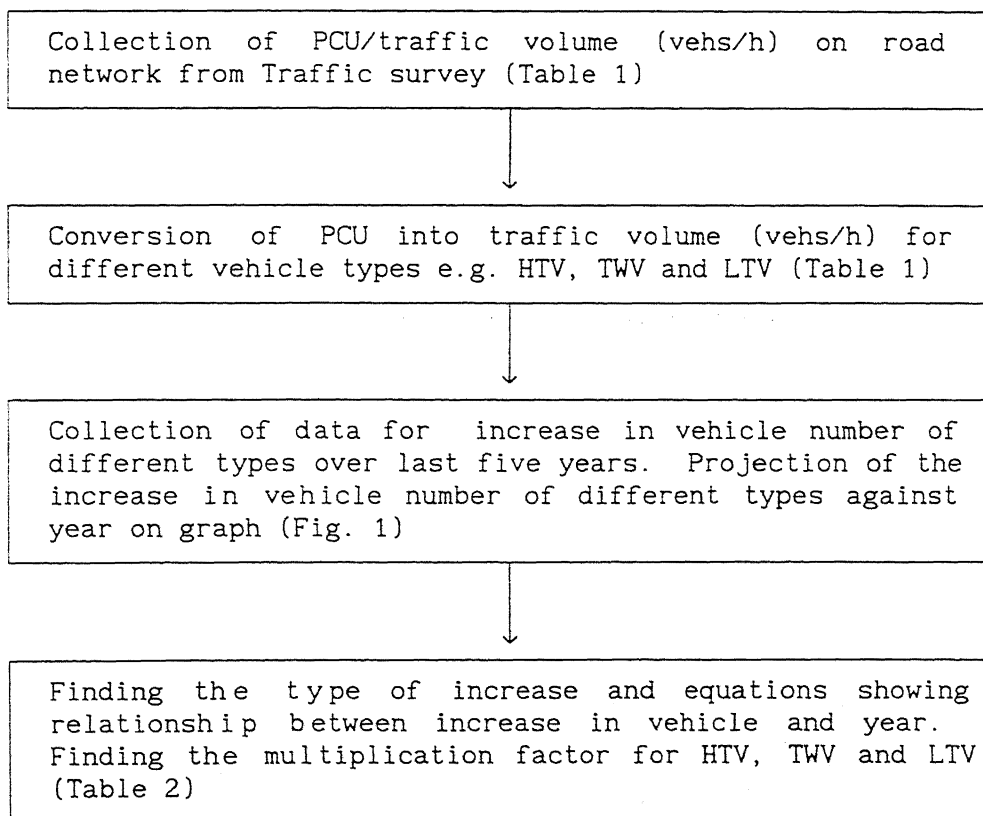 Collection of PCU/traffic volume (vehs/h) on road
network from Traffic survey (Table 1)
Conversion of PCU into traffic volume (vehs/h) for
different vehicle types e.g. HTV, TWV and LTV (Table 1)
Collection of data for increase in vehicle number of
different types over last five years. Projection of the
increase in vehicle number of different types against
year on graph (Fig. 1)
Finding the type of increase and equations showing
relationship between increase in vehicle and year.
Finding the multiplication factor for HTV, TWV and LTV
(Table 2)